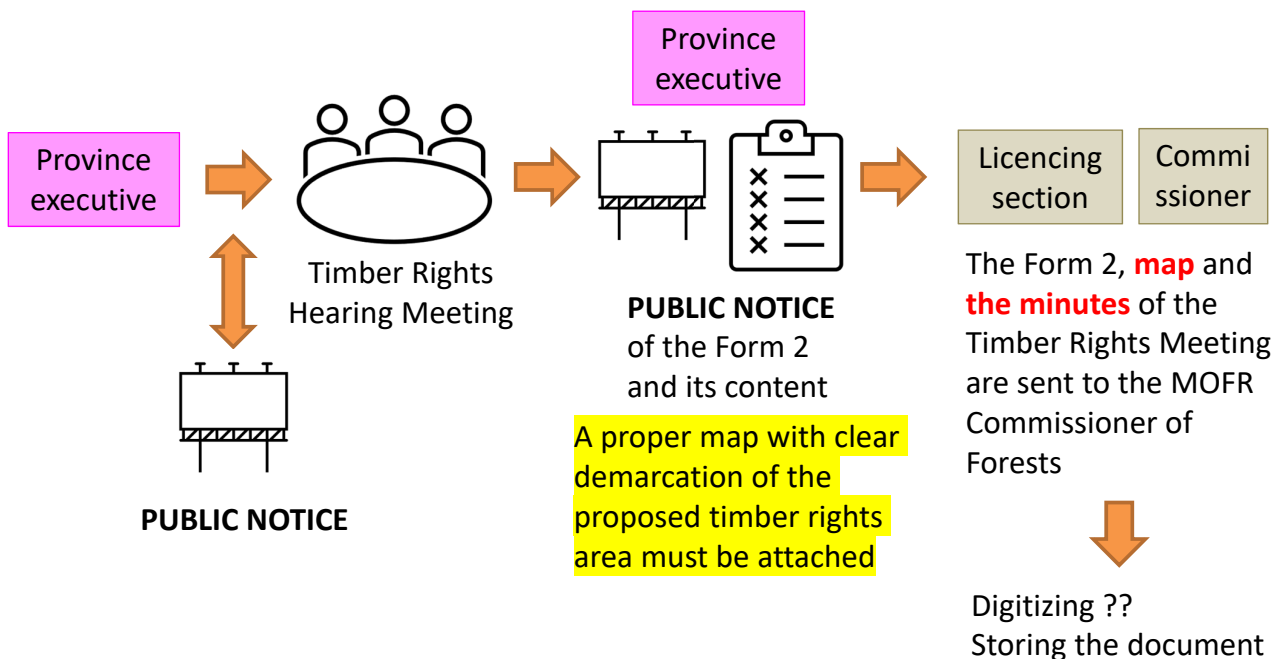 Province
executive
Timber Rights
Hearing Meeting
PUBLIC NOTICE
Province
executive
PUBLIC NOTICE
of the Form 2
and its content
A proper map with clear
demarcation of the
proposed timber rights
area must be attached
Licencing
section
Commi
ssioner
The Form 2, map and
the minutes of the
Timber Rights Meeting
are sent to the MOFR
Commissioner of
Forests
Digitizing ??
Storing the document